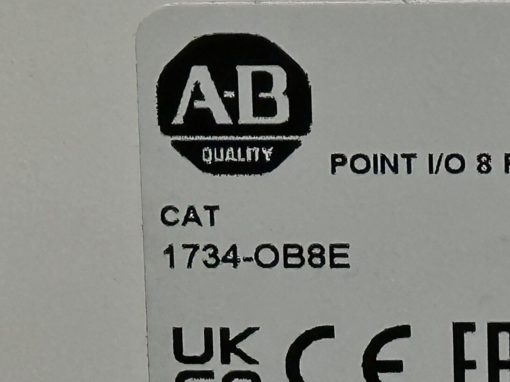 A-B
QUALITY
POINT I/O 8
CAT
1734-OB8E
UK
CE